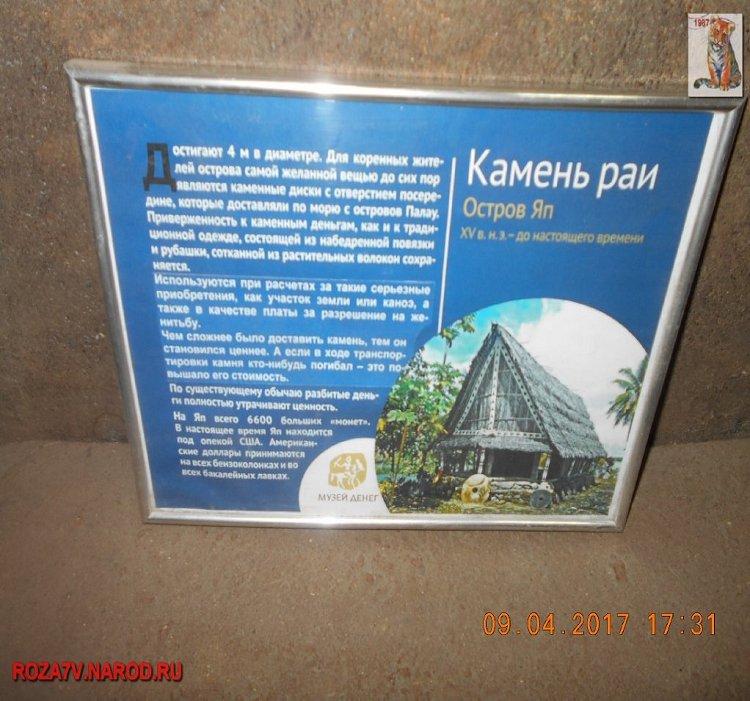 1987
Достигают 4 м в диаметре. Для коренных жите-
лей острова самой желанной вещью до сих пор
являются каменные диски с отверстием посере-
дине, которые доставляли по морю с островов Палау.
Приверженность к каменным деньгам, как и к тради-
ционной одежде, состоящей из набедренной повязки
и рубашки, сотканной из растительных волокон сохра-
няется.
Используются при расчетах за такие серьезные
приобретения, как участок земли или каноэ, а
также в качестве платы за разрешение на же-
нитьбу.
Чем сложнее было доставить камень, тем он
становился ценнее. А если в ходе транспор-
тировки камня кто-нибудь погибал – это по-
вышало его стоимость.
По существующему обычаю разбитые день-
ги полностью утрачивают ценность.
На Яп всего 6600 больших «монет».
В настоящее время Яп находится
под опекой США. Американ-
ские доллары принимаются
на всех бензоколонках и во
всех бакалейных лавках.
Камень раи
Остров Яп
XV в. н.э. – до настоящего времени
МУЗЕЙ ДЕНЕГ
09.04.2017 17:31
ROZA7V.NAROD.RU